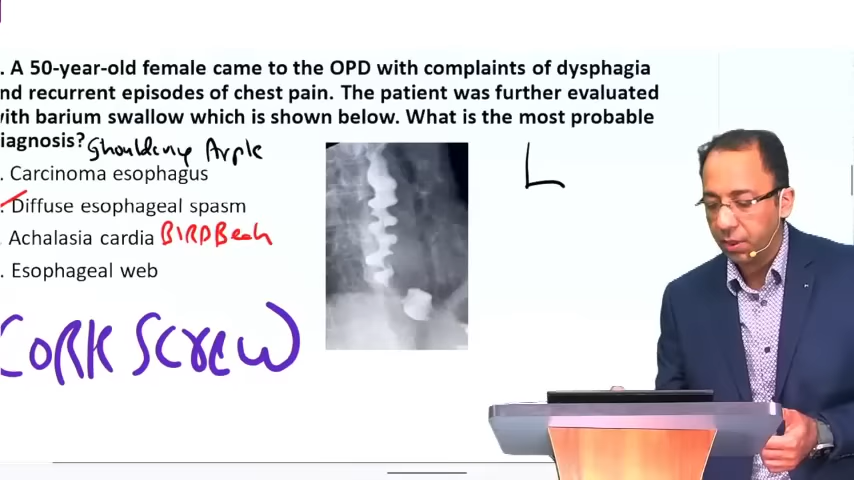 . A 50-year-old female came to the OPD with complaints of dysphagia
nd recurrent episodes of chest pain. The patient was further evaluated
vith barium swallow which is shown below. What is the most probable
iagnosis? Shouldering Apple
. Carcinoma esophagus
. Diffuse esophageal spasm
. Achalasia cardia BIRD Beak
. Esophageal web
CORK SCREW
L